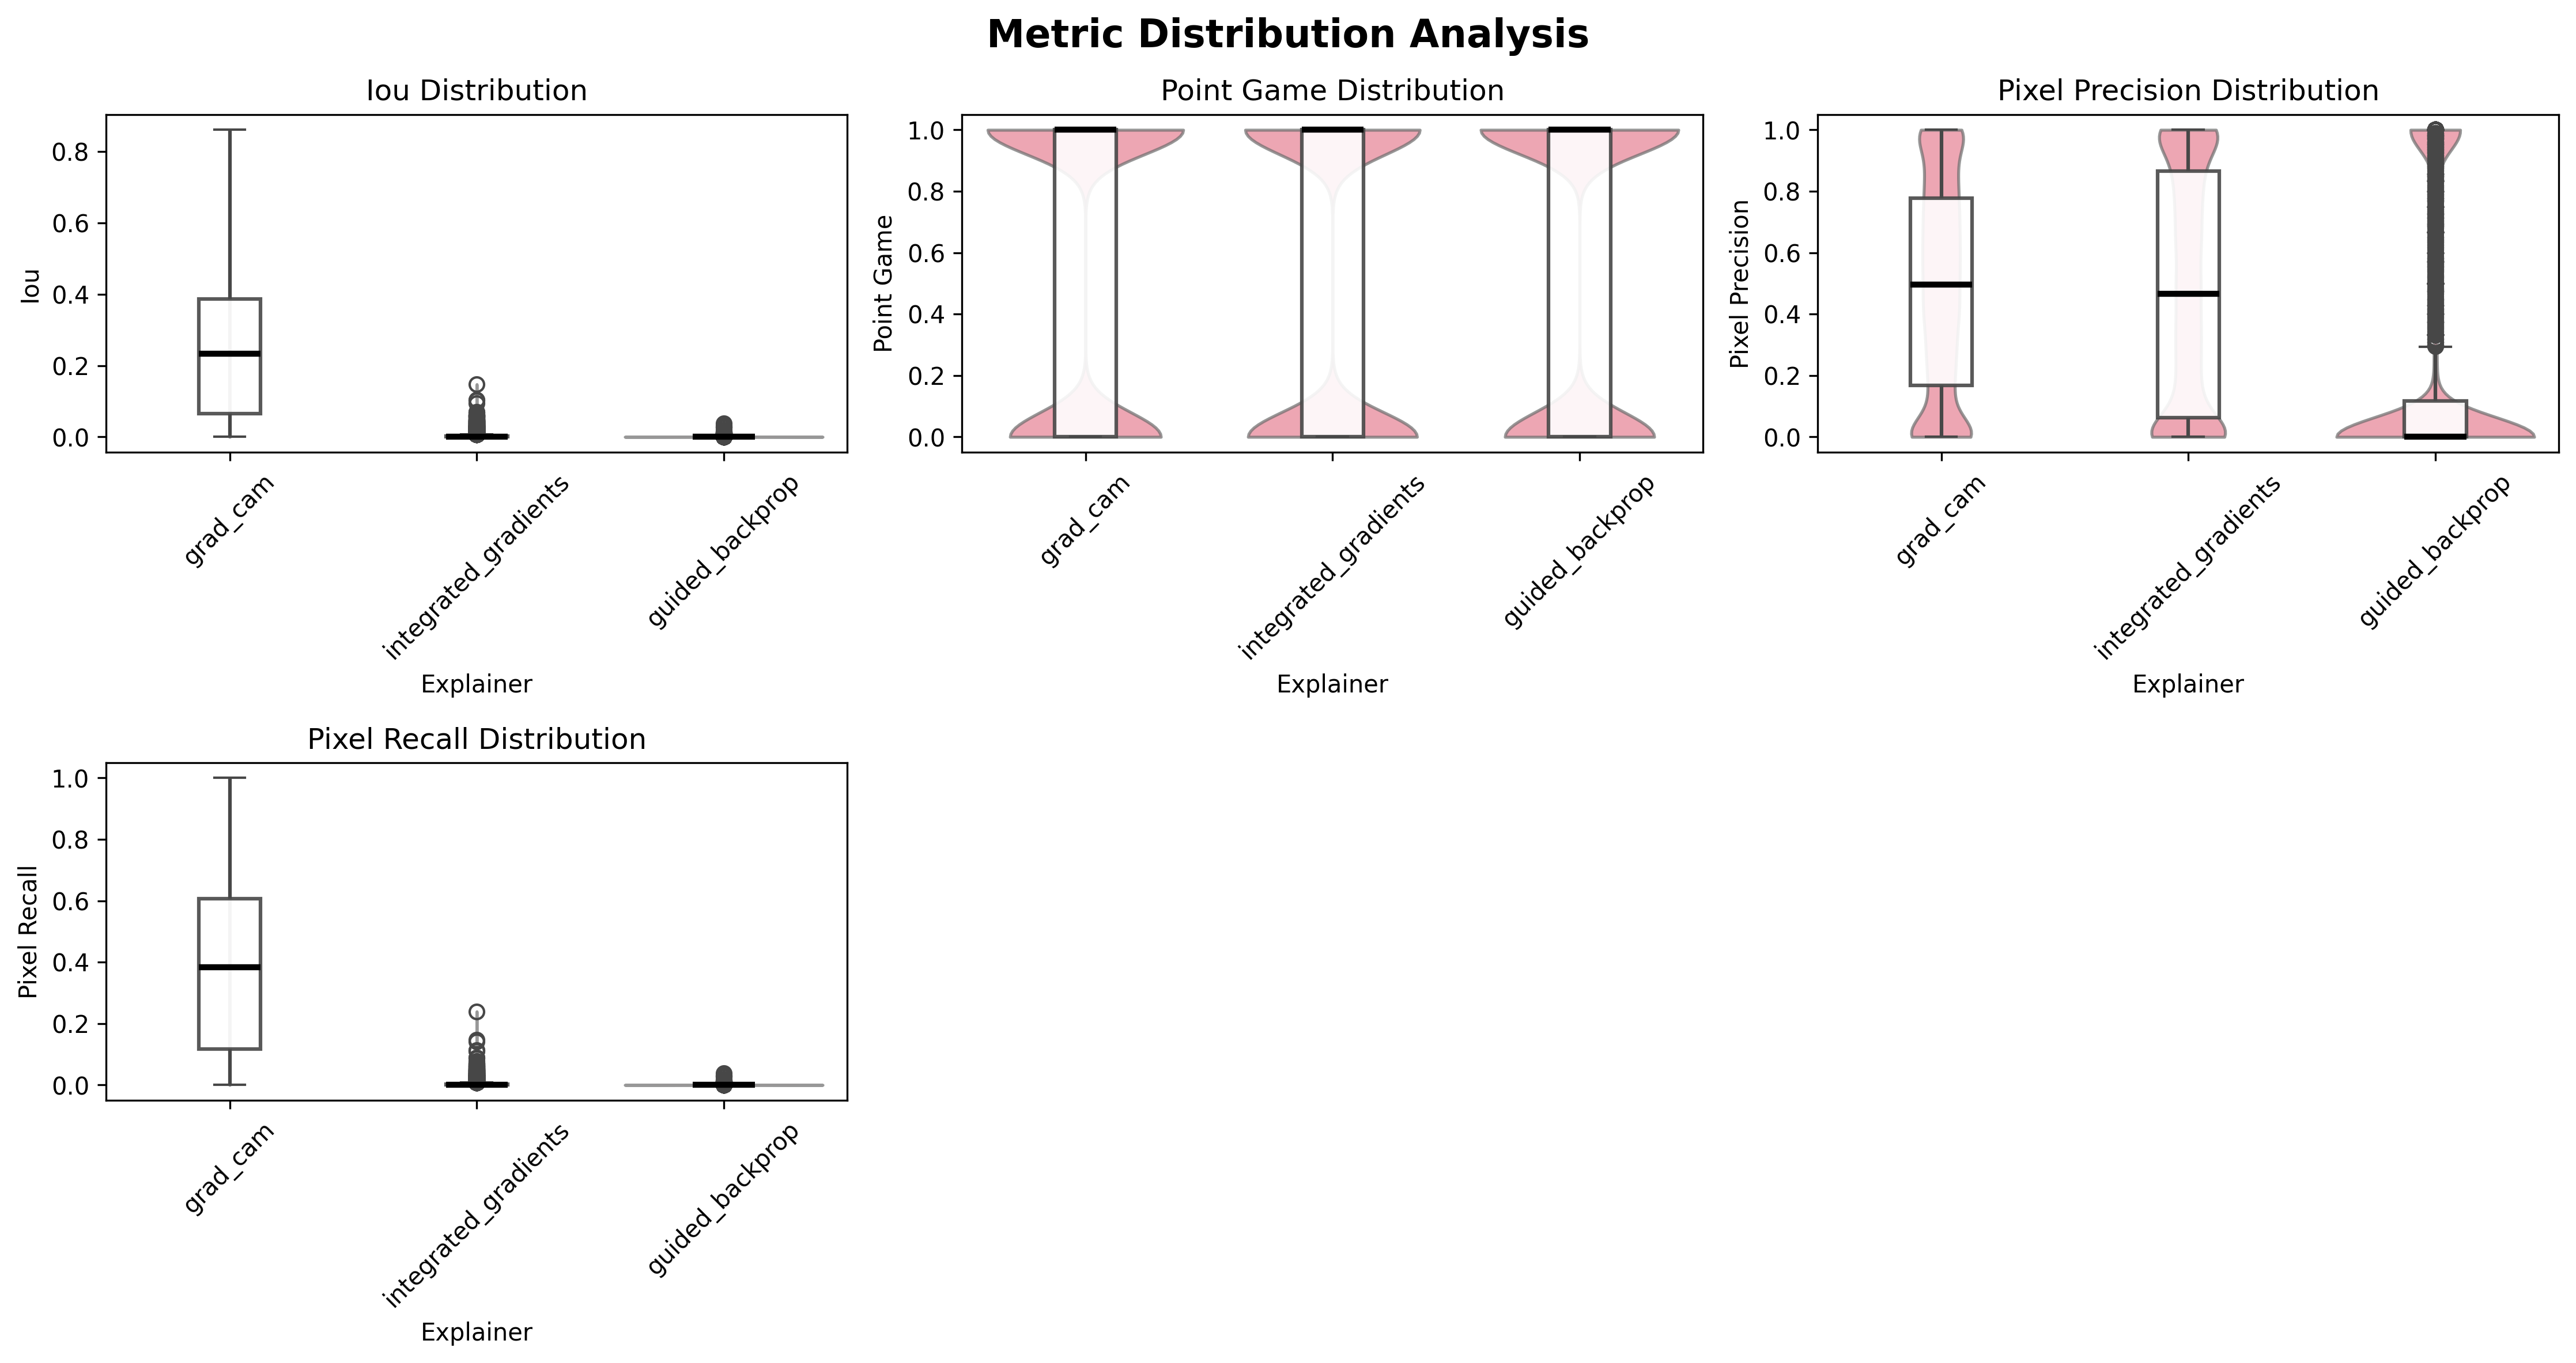 Metric Distribution Analysis
Iou Distribution
Iou
0.8
0.6
0.4
0.2
0.0
grad_cam
integrated_gradients
guided_backprop
Explainer
Point Game Distribution
Point Game
1.0
0.8
0.6
0.4
0.2
0.0
grad_cam
integrated_gradients
guided_backprop
Explainer
Pixel Precision Distribution
Pixel Precision
1.0
0.8
0.6
0.4
0.2
0.0
grad_cam
integrated_gradients
guided_backprop
Explainer
Pixel Recall Distribution
Pixel Recall
1.0
0.8
0.6
0.4
0.2
0.0
grad_cam
integrated_gradients
guided_backprop
Explainer